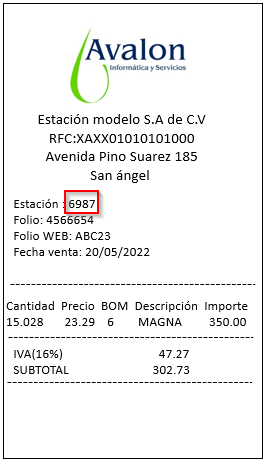 Avalon
Informática y Servicios
Estación modelo S.A de C.V
RFC:XAXX01010101000
Avenida Pino Suarez 185
San ángel
Estación : 6987
Folio: 4566654
Folio WEB: ABC23
Fecha venta: 20/05/2022
Cantidad Precio BOM Descripción Importe
15.028 23.29 6 MAGNA 350.00
IVA(16%) 47.27
SUBTOTAL 302.73